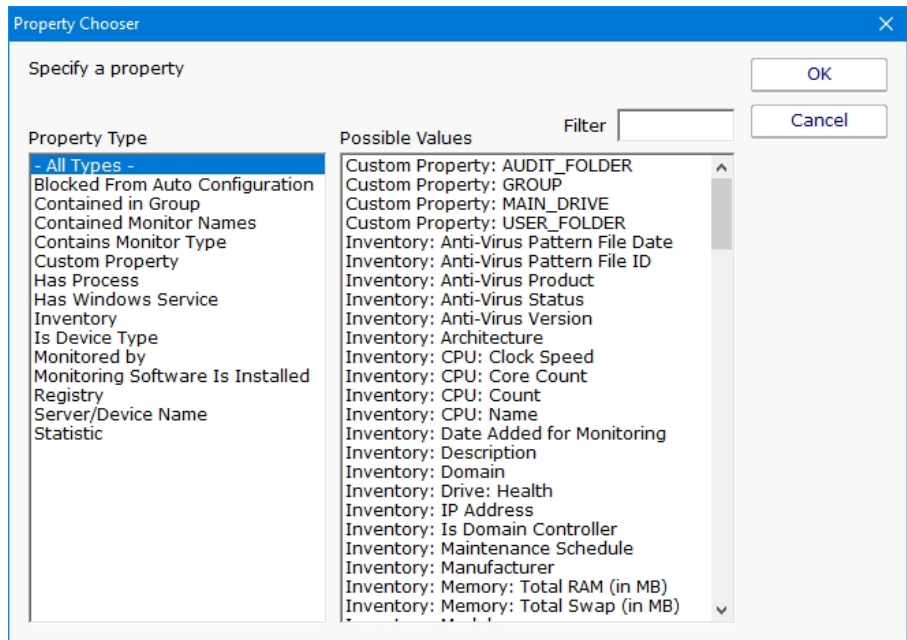 Property Chooser
Specify a property
OK
Cancel
Filter
Property Type
- All Types -
Blocked From Auto Configuration
Contained in Group
Contained Monitor Names
Contains Monitor Type
Custom Property
Has Process
Has Windows Service
Inventory
Is Device Type
Monitored by
Monitoring Software Is Installed
Registry
Server/Device Name
Statistic
Possible Values
Custom Property: AUDIT_FOLDER
Custom Property: GROUP
Custom Property: MAIN_DRIVE
Custom Property: USER_FOLDER
Inventory: Anti-Virus Pattern File Date
Inventory: Anti-Virus Pattern File ID
Inventory: Anti-Virus Product
Inventory: Anti-Virus Status
Inventory: Anti-Virus Version
Inventory: Architecture
Inventory: CPU: Clock Speed
Inventory: CPU: Core Count
Inventory: CPU: Count
Inventory: CPU: Name
Inventory: Date Added for Monitoring
Inventory: Description
Inventory: Domain
Inventory: Drive: Health
Inventory: IP Address
Inventory: Is Domain Controller
Inventory: Maintenance Schedule
Inventory: Manufacturer
Inventory: Memory: Total RAM (in MB)
Inventory: Memory: Total Swap (in MB)